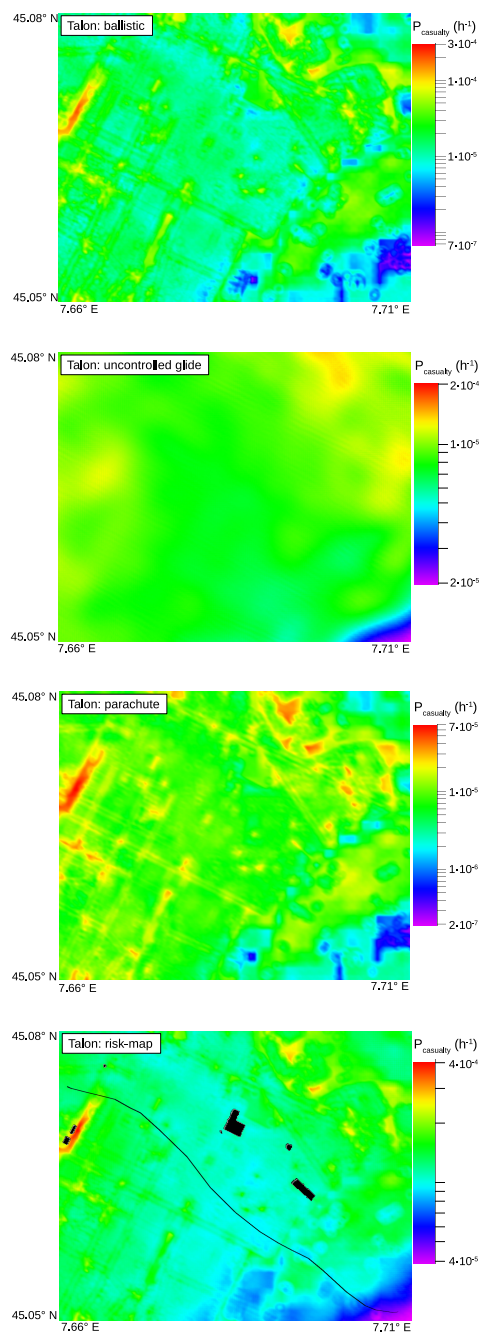 45.08° N
Talon: ballistic
P casualty (h-1)
3·10-4
1·10-4
1·10-5
7·10-7
45.05° N
7.66° E 7.71° E
45.08° N
Talon: uncontrolled glide
P casualty (h-1)
2·10-4
1·10-5
2·10-5
45.05° N
7.66° E 7.71° E
45.08° N
Talon: parachute
P casualty (h-1)
7·10-5
1·10-5
1·10-6
2·10-7
45.05° N
7.66° E 7.71° E
45.08° N
Talon: risk-map
P casualty (h-1)
4·10-4
4·10-5
45.05° N
7.66° E 7.71° E